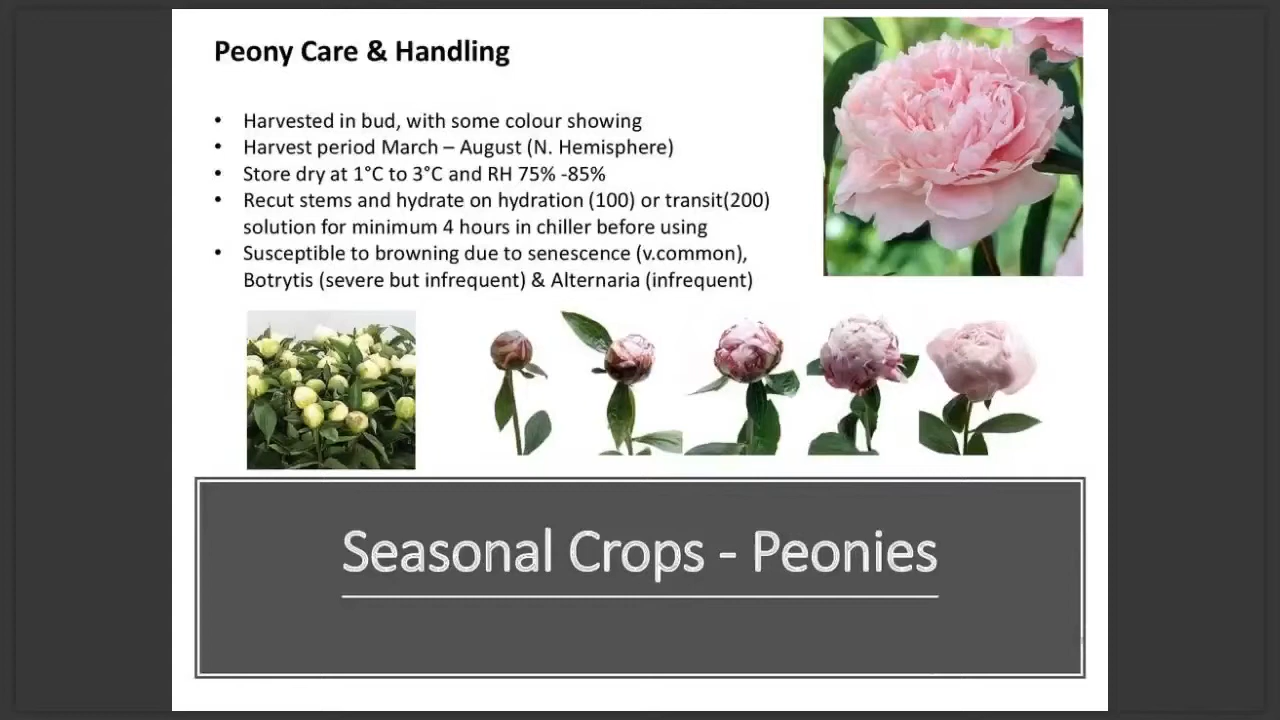 Peony Care & Handling
• Harvested in bud, with some colour showing
• Harvest period March – August (N. Hemisphere)
• Store dry at 1°C to 3°C and RH 75% -85%
• Recut stems and hydrate on hydration (100) or transit(200)
solution for minimum 4 hours in chiller before using
• Susceptible to browning due to senescence (v.common),
Botrytis (severe but infrequent) & Alternaria (infrequent)
Seasonal Crops - Peonies